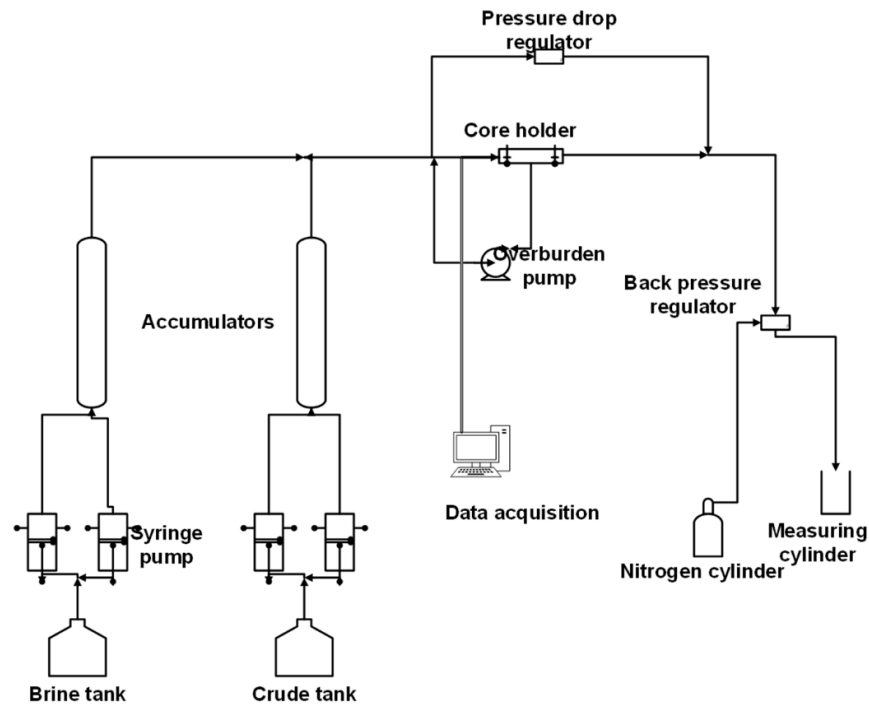 Pressure drop
regulator
Core holder
Overburden
pump
Back pressure
regulator
Accumulators
Data acquisition
Syringe
pump
Measuring
cylinder
Nitrogen cylinder
Brine tank
Crude tank